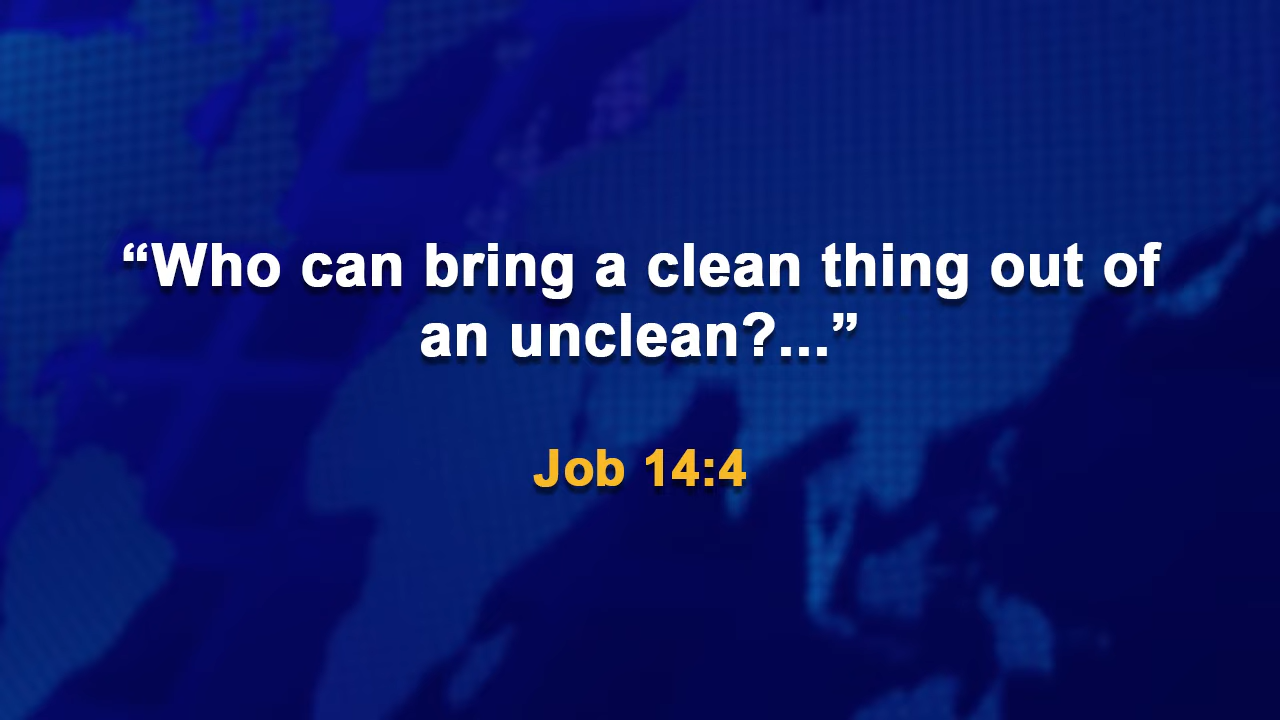 “Who can bring a clean thing out of
an unclean?...”
Job 14:4